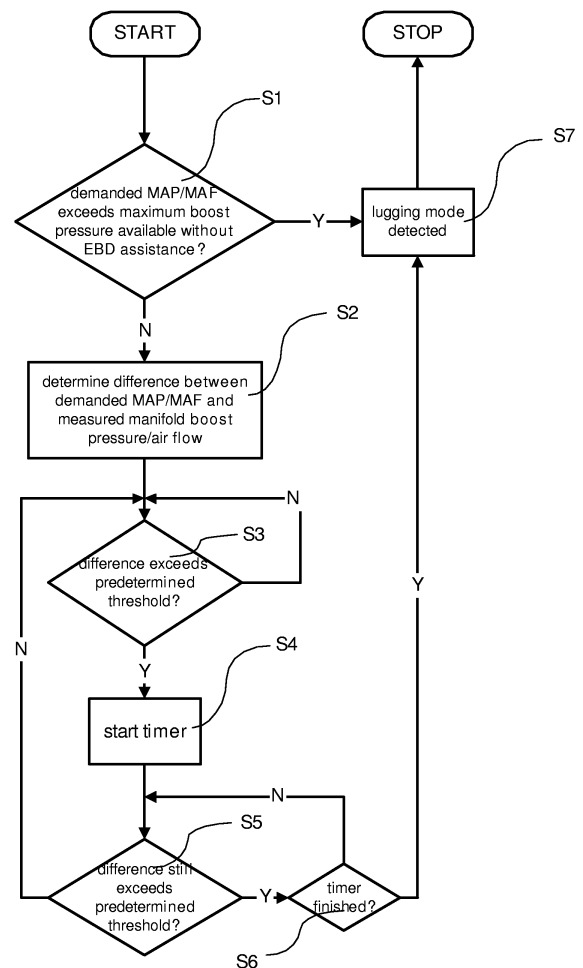 START
STOP
S1
S7
demanded MAP/MAF
exceeds maximum boost
pressure available without
EBD assistance?
Y
lugging mode
detected
N
S2
determine difference between
demanded MAP/MAF and
measured manifold boost
pressure/air flow
N
S3
difference exceeds
predetermined
threshold?
Y
N
Y
S4
start timer
N
S5
difference still
exceeds
predetermined
threshold?
Y
timer
finished?
S6